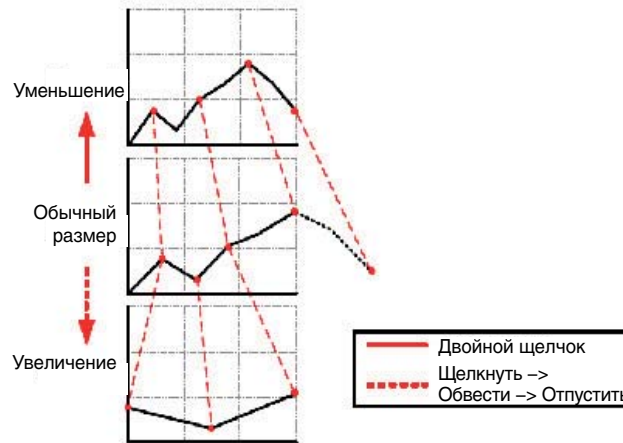 Уменьшение
Обычный
размер
Увеличение
Двойной щелчок
Щелкнуть –>
Обвести –> Отпустить